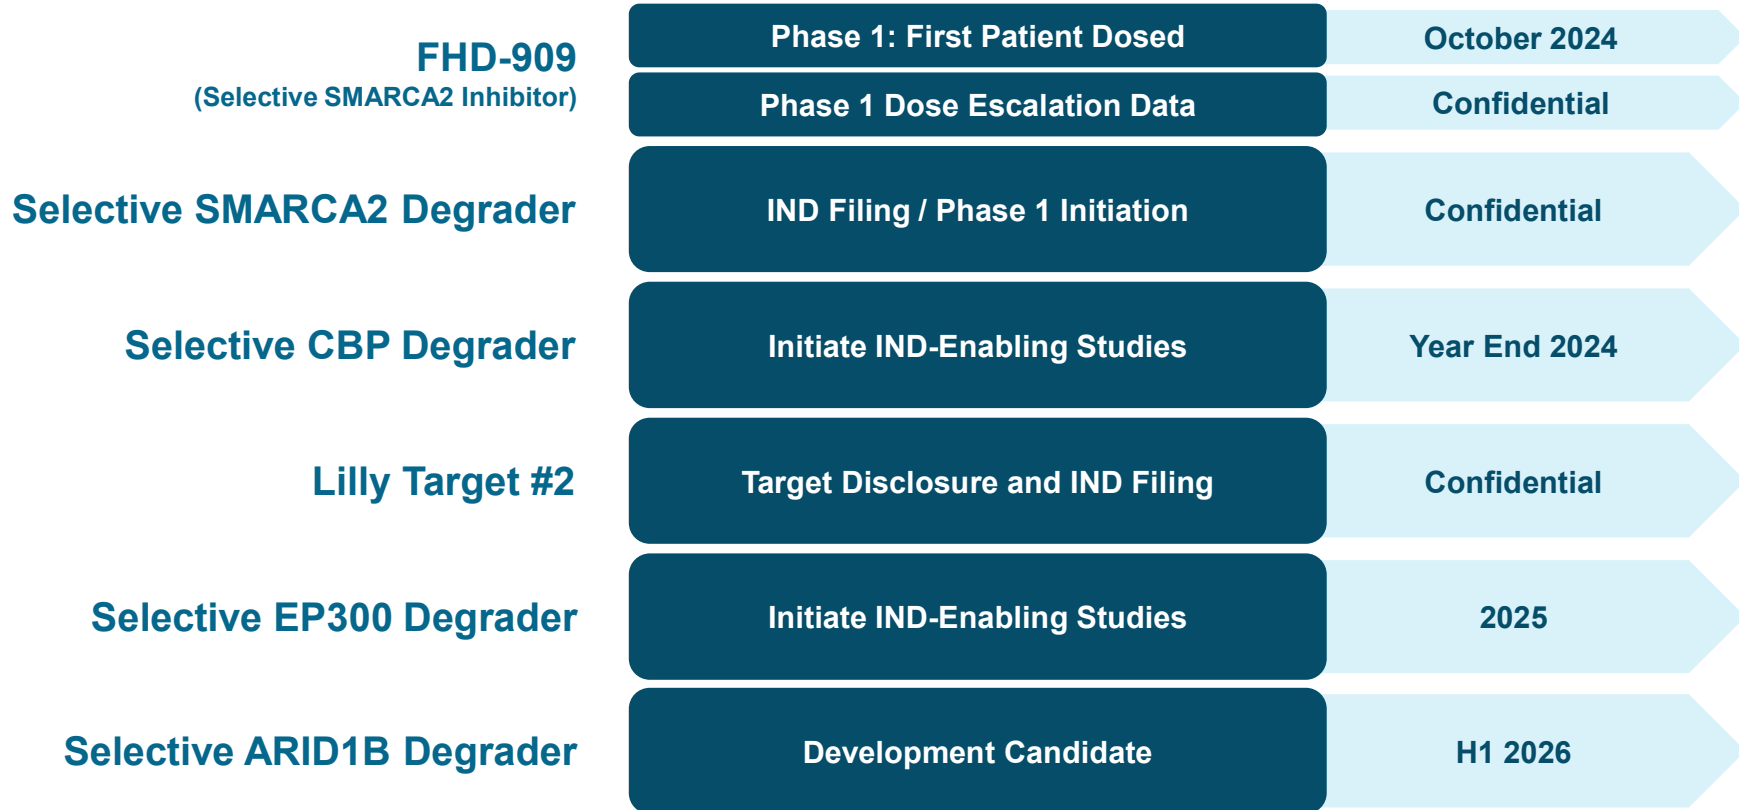 FHD-909
(Selective SMARCA2 Inhibitor)
Phase 1: First Patient Dosed
October 2024
Phase 1 Dose Escalation Data
Confidential
Selective SMARCA2 Degrader
IND Filing / Phase 1 Initiation
Confidential
Selective CBP Degrader
Initiate IND-Enabling Studies
Year End 2024
Lilly Target #2
Target Disclosure and IND Filing
Confidential
Selective EP300 Degrader
Initiate IND-Enabling Studies
2025
Selective ARID1B Degrader
Development Candidate
H1 2026